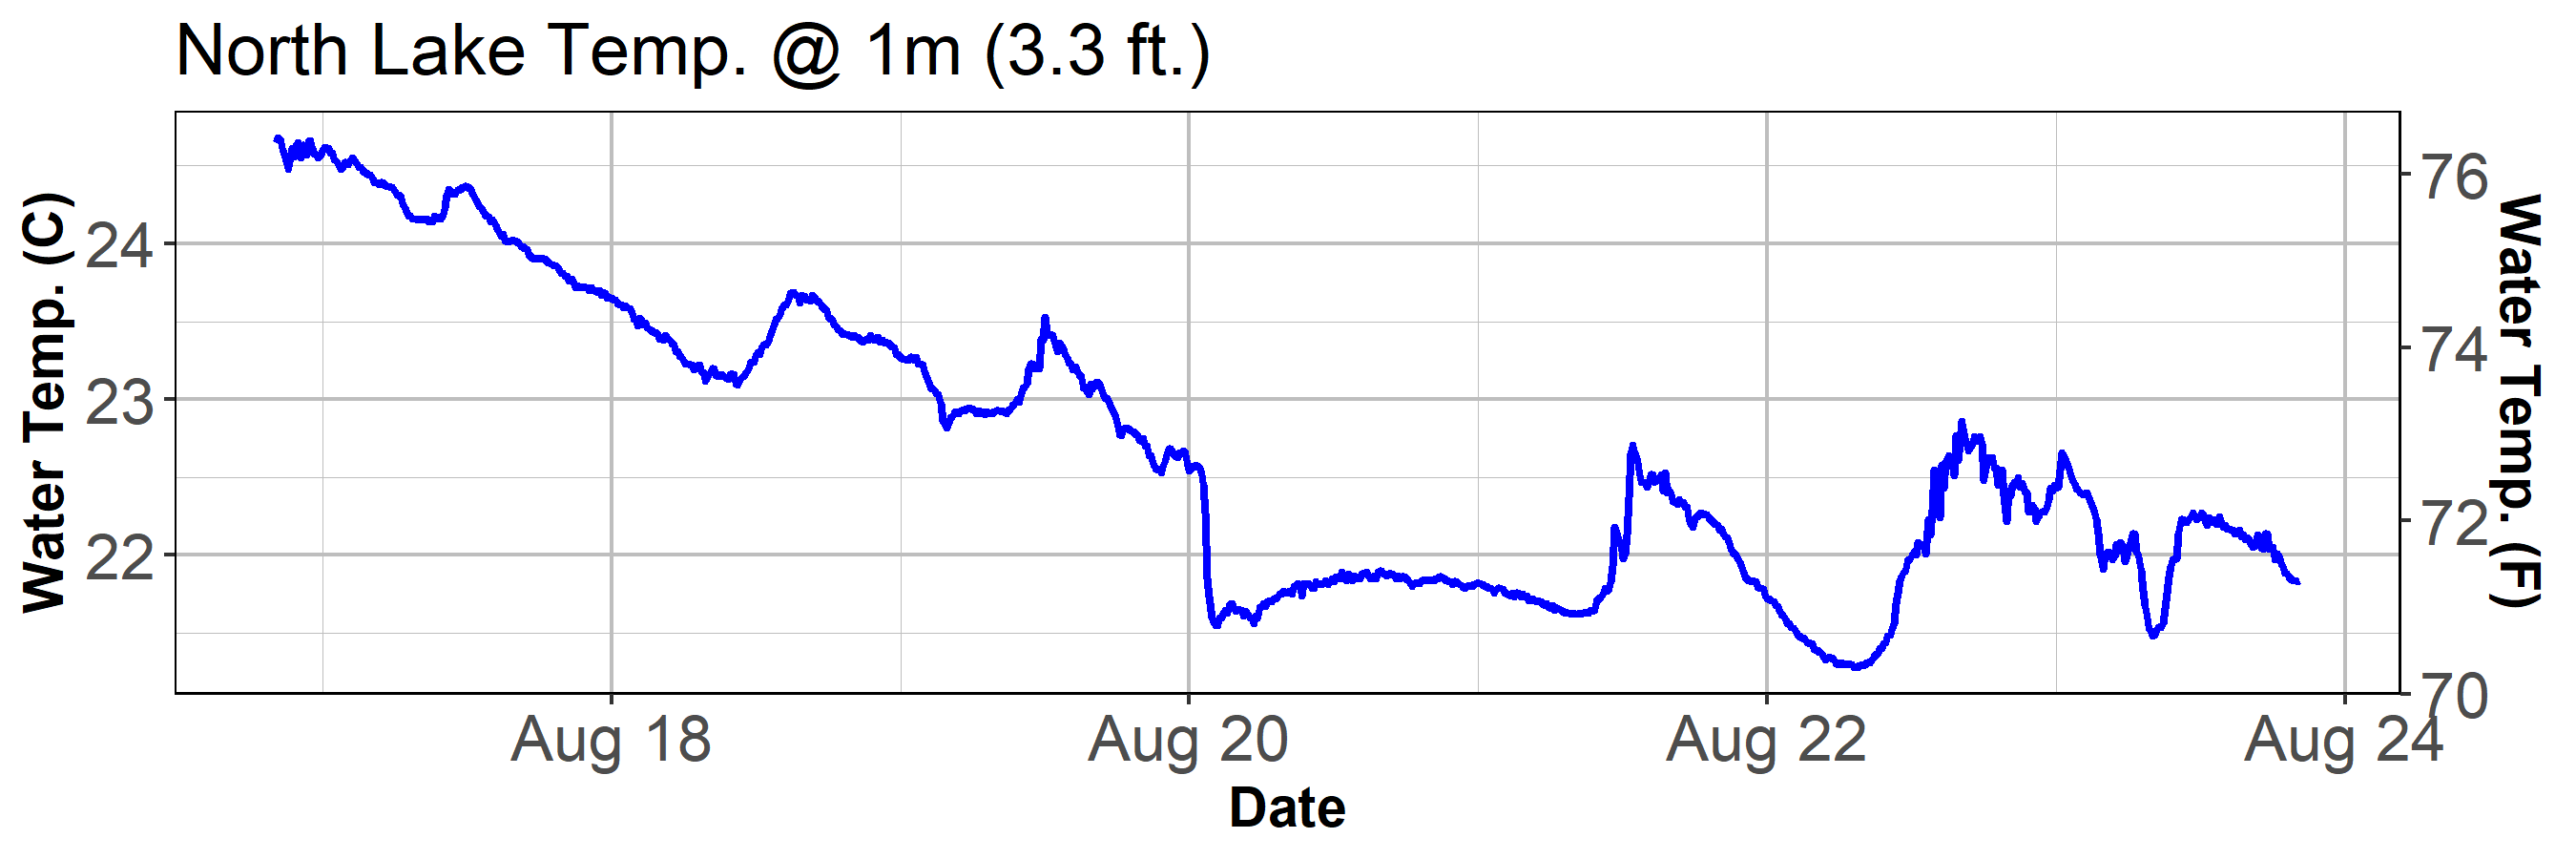 North Lake Temp. @ 1m (3.3 ft.)
Water Temp. (C)
24
23
22
76
74
72
70
Water Temp. (F)
Aug 18
Aug 20
Aug 22
Aug 24
Date